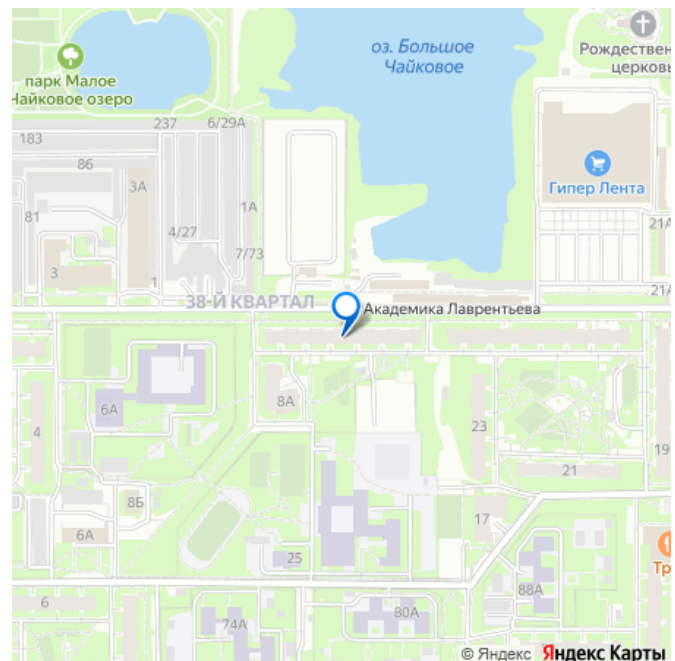 оз. Большое
Чайковое
Рождествен
церковь
парк Малое
Чайковое озеро
237
6/29А
183
86
3А
Гипер Лента
81
1А
21А
4/27
7/73
3
1
21А
38-Й КВАРТАЛ
Академика Лаврентьева
8А
6А
4
23
19
21
8Б
17
6А
25
Тр
88А
6
74А
80А
© Яндекс Яндекс Карты